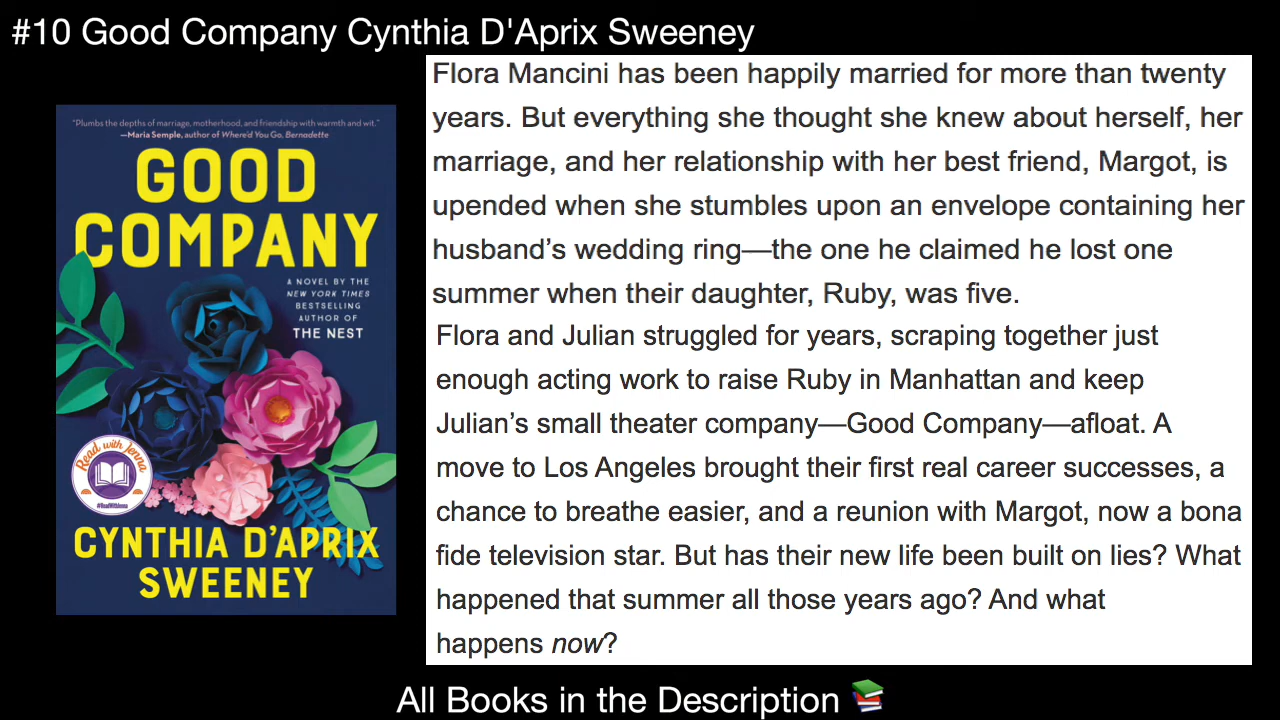 #10 Good Company Cynthia D'Aprix Sweeney
"Plumbs the depths of marriage, motherhood, and friendship with warmth and wit."
—Maria Semple, author of Where'd You Go, Bernadette
GOOD
COMPANY
A NOVEL BY THE
NEW YORK TIMES
BESTSELLING
AUTHOR OF
THE NEST
Read with Jenna
#ReadWithJenna
CYNTHIA D'APRIX
SWEENEY
Flora Mancini has been happily married for more than twenty
years. But everything she thought she knew about herself, her
marriage, and her relationship with her best friend, Margot, is
upended when she stumbles upon an envelope containing her
husband's wedding ring—the one he claimed he lost one
summer when their daughter, Ruby, was five.
Flora and Julian struggled for years, scraping together just
enough acting work to raise Ruby in Manhattan and keep
Julian's small theater company—Good Company—afloat. A
move to Los Angeles brought their first real career successes, a
chance to breathe easier, and a reunion with Margot, now a bona
fide television star. But has their new life been built on lies? What
happened that summer all those years ago? And what
happens now?
All Books in the Description 📚